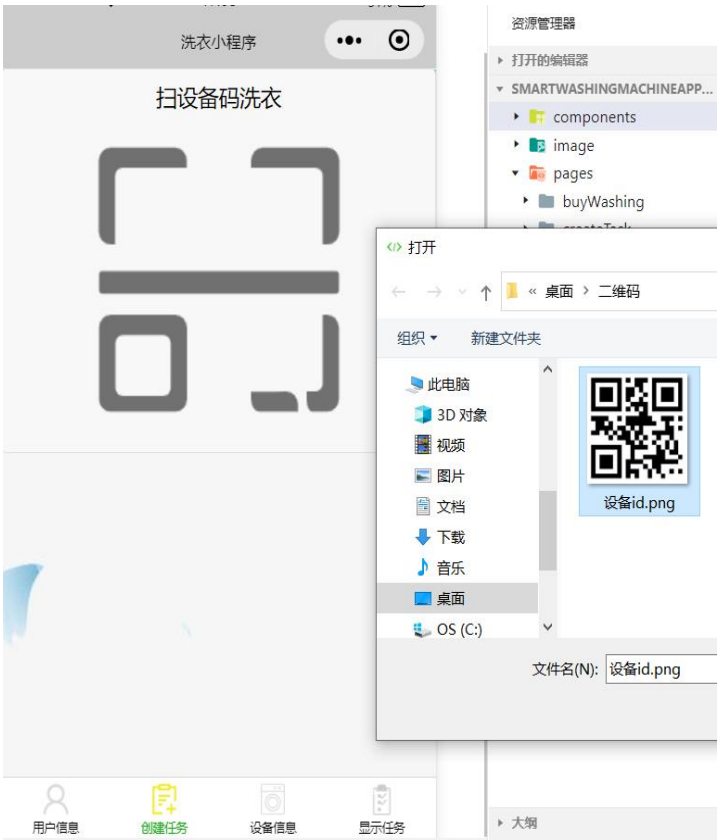 洗衣小程序
扫设备码洗衣
用户信息
创建任务
设备信息
显示任务
资源管理器
打开的编辑器
SMARTWASHINGMACHINEAPP...
components
image
pages
buyWashing
createTask
打开
« 桌面 › 二维码
组织
新建文件夹
此电脑
3D 对象
视频
图片
文档
下载
音乐
桌面
OS (C:)
设备id.png
文件名(N): 设备id.png
大纲